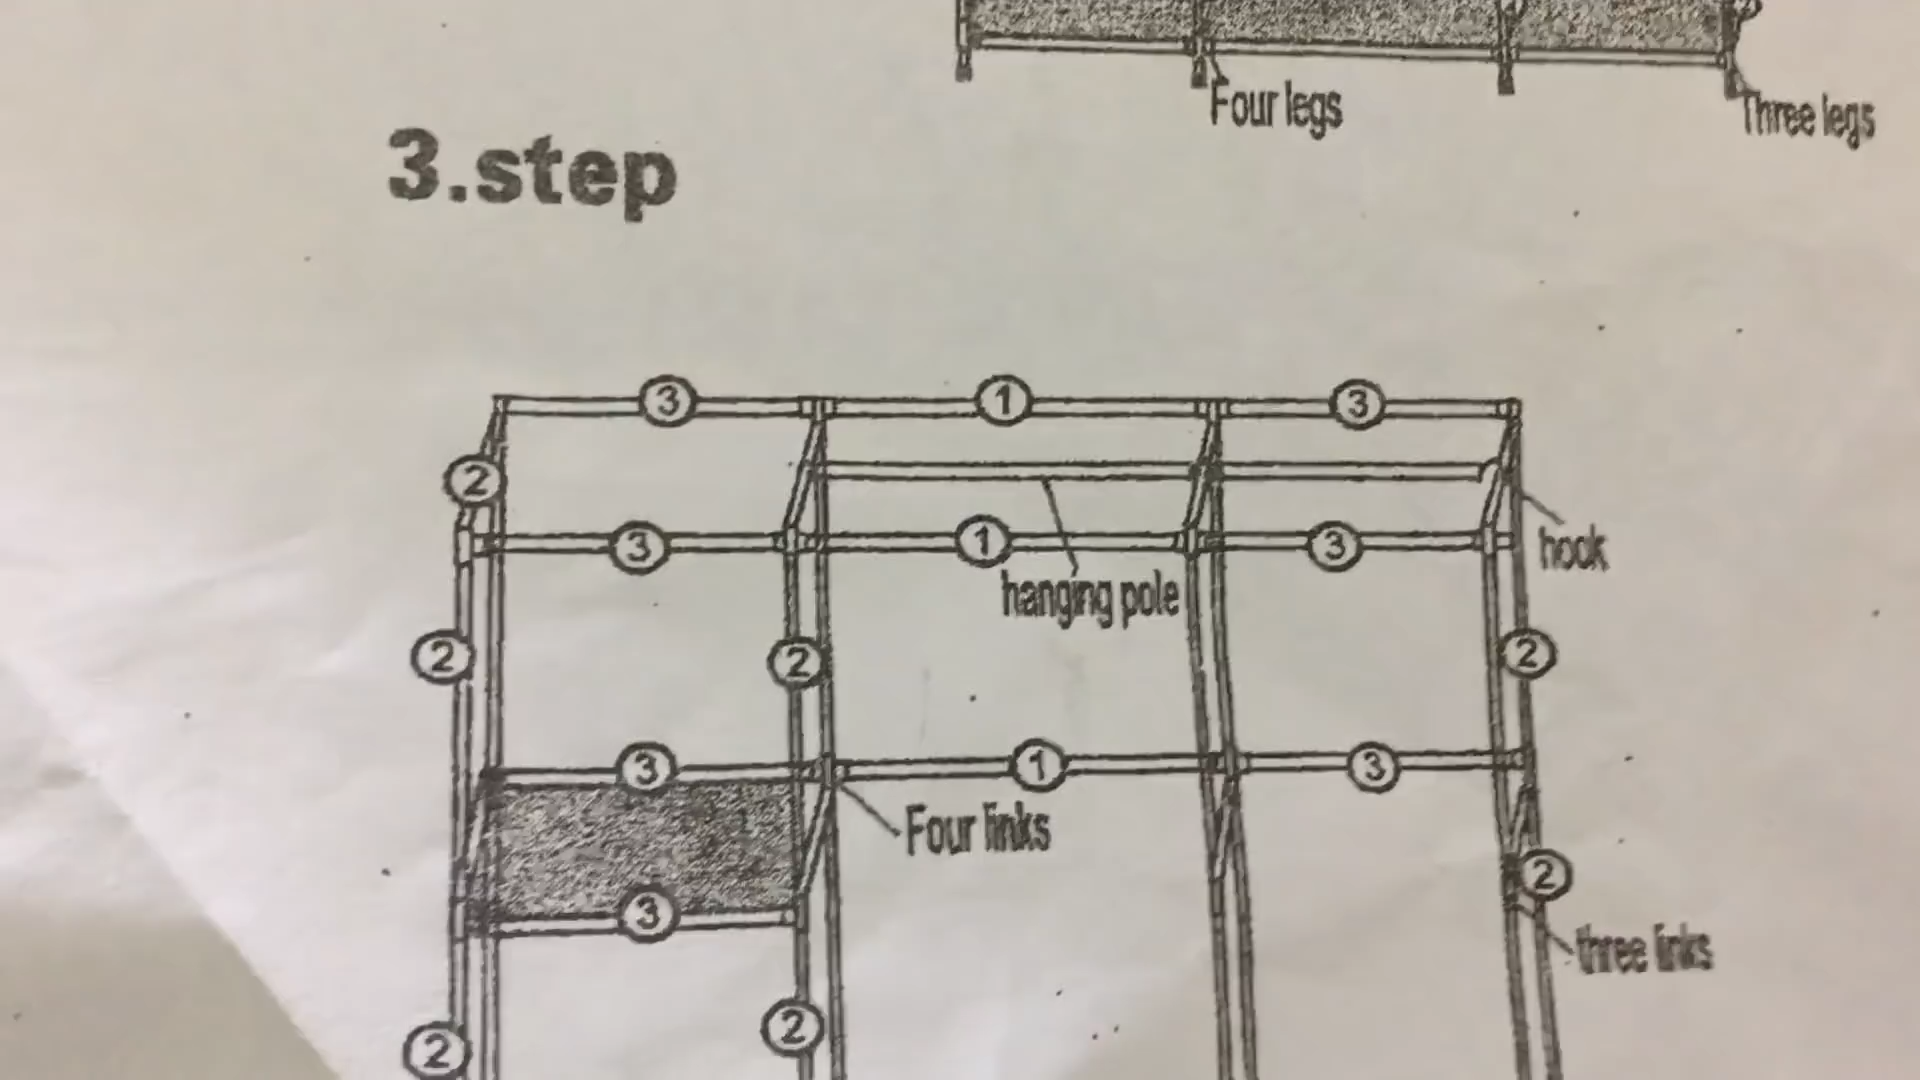 Four legs
Three legs
3.step
3 1 3
2
3 1 3
hook
hanging pole
2 2 2
3 1 3
Four links
2
3
three links
2 2